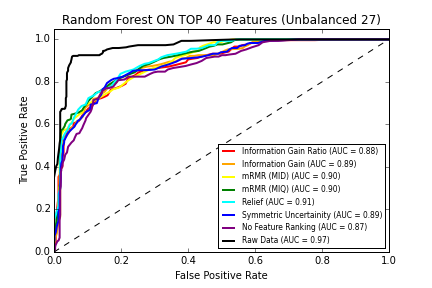 Random Forest ON TOP 40 Features (Unbalanced 27)
1.0
0.8
0.6
0.4
0.2
0.0
True Positive Rate
Information Gain Ratio (AUC = 0.88)
Information Gain (AUC = 0.89)
mRMR (MID) (AUC = 0.90)
mRMR (MIQ) (AUC = 0.90)
Relief (AUC = 0.91)
Symmetric Uncertainity (AUC = 0.89)
No Feature Ranking (AUC = 0.87)
Raw Data (AUC = 0.97)
0.0 0.2 0.4 0.6 0.8 1.0
False Positive Rate